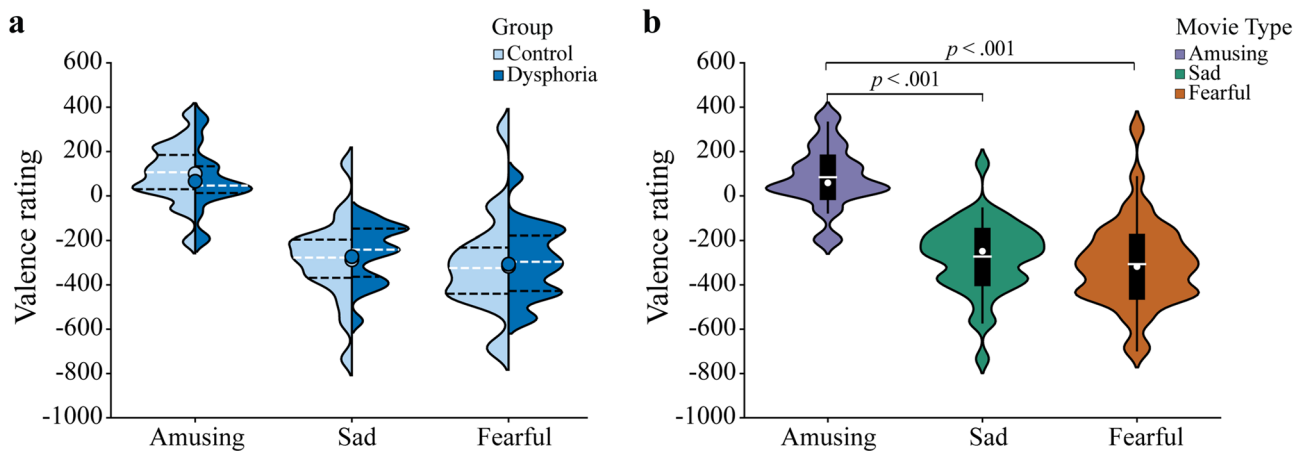 a
Group
Control
Dysphoria
Valence rating
600
400
200
0
-200
-400
-600
-800
-1000
Amusing Sad Fearful
b
Movie Type
Amusing
Sad
Fearful
p < .001
p < .001
Valence rating
600
400
200
0
-200
-400
-600
-800
-1000
Amusing Sad Fearful